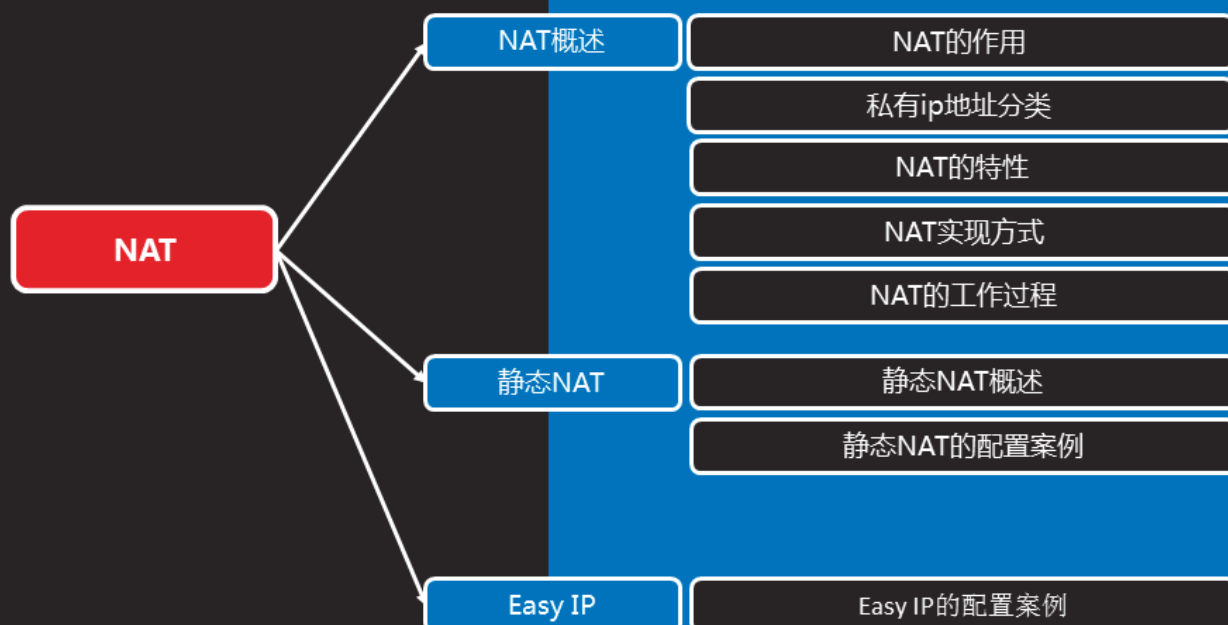 NAT
NAT概述
NAT的作用
私有ip地址分类
NAT的特性
NAT实现方式
NAT的工作过程
静态NAT
静态NAT概述
静态NAT的配置案例
Easy IP
Easy IP的配置案例